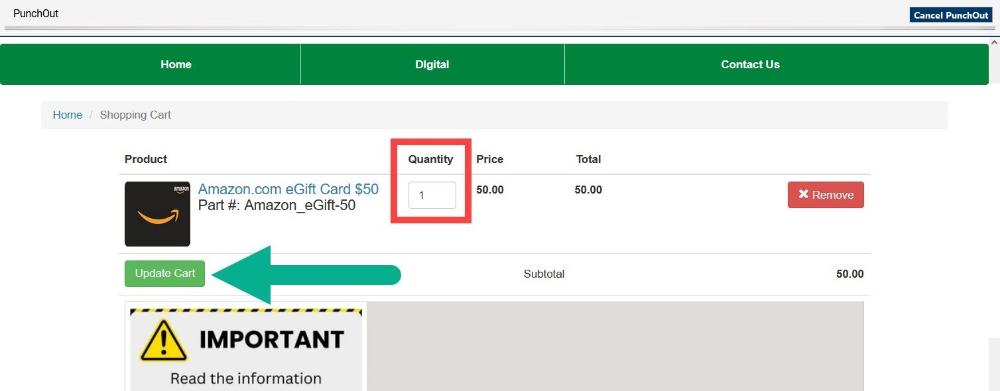 PunchOut
Cancel PunchOut
Home
DIgital
Contact Us
Home / Shopping Cart
Product Quantity Price Total
amazon
Amazon.com eGift Card $50 1 50.00 50.00 Remove
Part #: Amazon_eGift-50
Update Cart Subtotal 50.00
IMPORTANT
Read the information